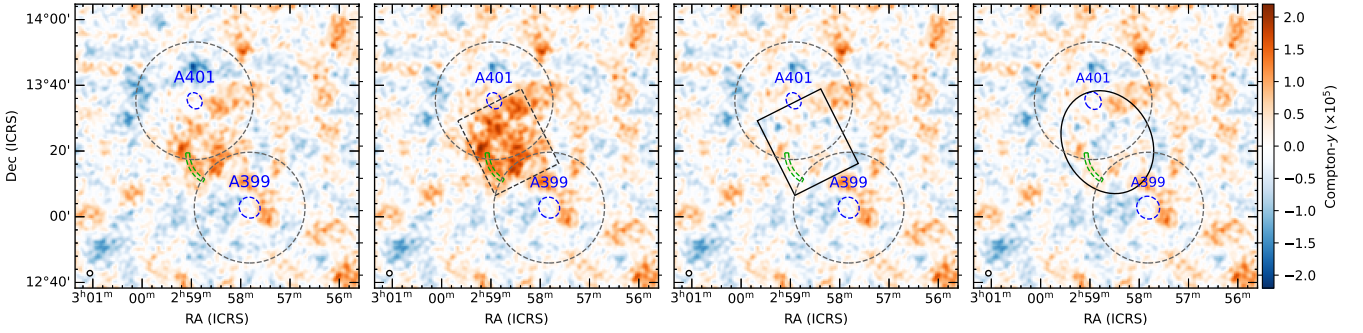 14°00'
13°40'
20'
00'
12°40'
Dec (ICRS)
A401
A399
3ʰ01ᵐ 00ᵐ 2ʰ59ᵐ 58ᵐ 57ᵐ 56ᵐ
RA (ICRS)
A401
A399
3ʰ01ᵐ 00ᵐ 2ʰ59ᵐ 58ᵐ 57ᵐ 56ᵐ
RA (ICRS)
A401
A399
3ʰ01ᵐ 00ᵐ 2ʰ59ᵐ 58ᵐ 57ᵐ 56ᵐ
RA (ICRS)
A401
A399
3ʰ01ᵐ 00ᵐ 2ʰ59ᵐ 58ᵐ 57ᵐ 56ᵐ
RA (ICRS)
2.0
1.5
1.0
0.5
0.0
−0.5
−1.0
−1.5
−2.0
Compton-y (×10⁵)